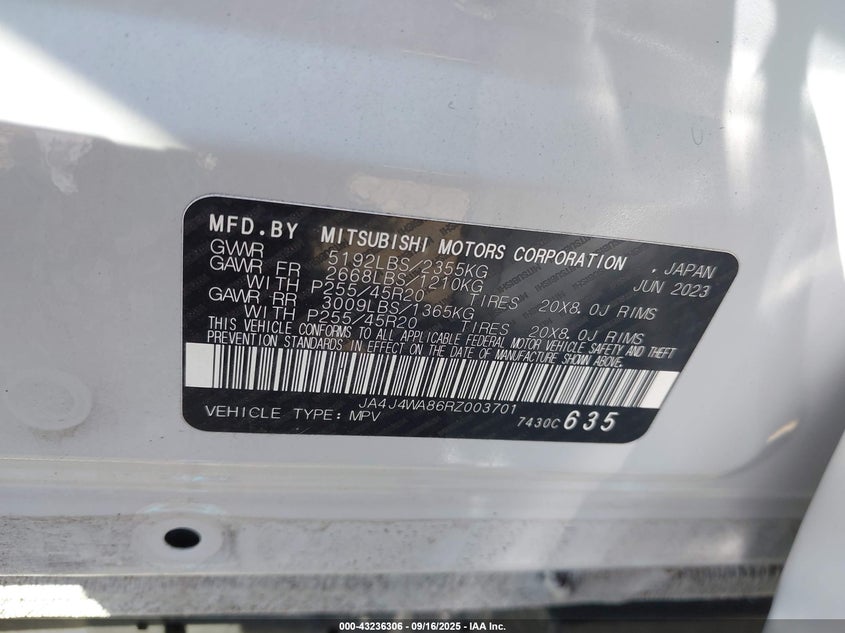 MFD.BY MITSUBISHI MOTORS CORPORATION , JAPAN
GVWR 5192LBS/2355KG JUN 2023
GAWR FR 2668LBS/1210KG
WITH P255/45R20 TIRES 20X8.0J RIMS
GAWR RR 3009LBS/1365KG
WITH P255/45R20 TIRES 20X8.0J RIMS
THIS VEHICLE CONFORMS TO ALL APPLICABLE FEDERAL MOTOR VEHICLE SAFETY AND THEFT
PREVENTION STANDARDS IN EFFECT ON THE DATE OF MANUFACTURE SHOWN ABOVE.
JA4J4WA86RZ003701
VEHICLE TYPE: MPV 7430C 635
000-43236306 - 09/16/2025 - IAA Inc.